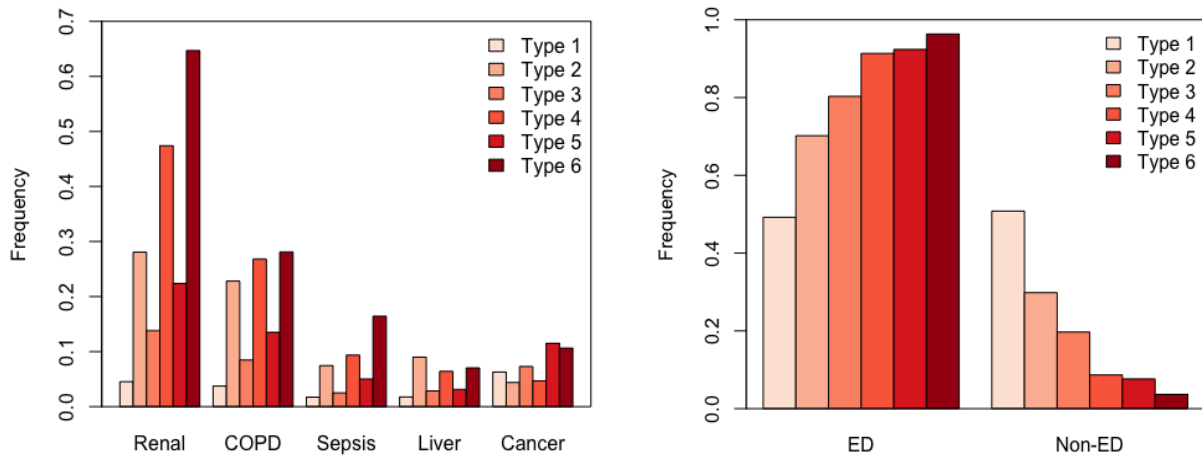 Frequency
0.0
0.1
0.2
0.3
0.4
0.5
0.6
0.7
Type 1
Type 2
Type 3
Type 4
Type 5
Type 6
Renal COPD Sepsis Liver Cancer
Frequency
0.0
0.2
0.4
0.6
0.8
1.0
Type 1
Type 2
Type 3
Type 4
Type 5
Type 6
ED Non-ED